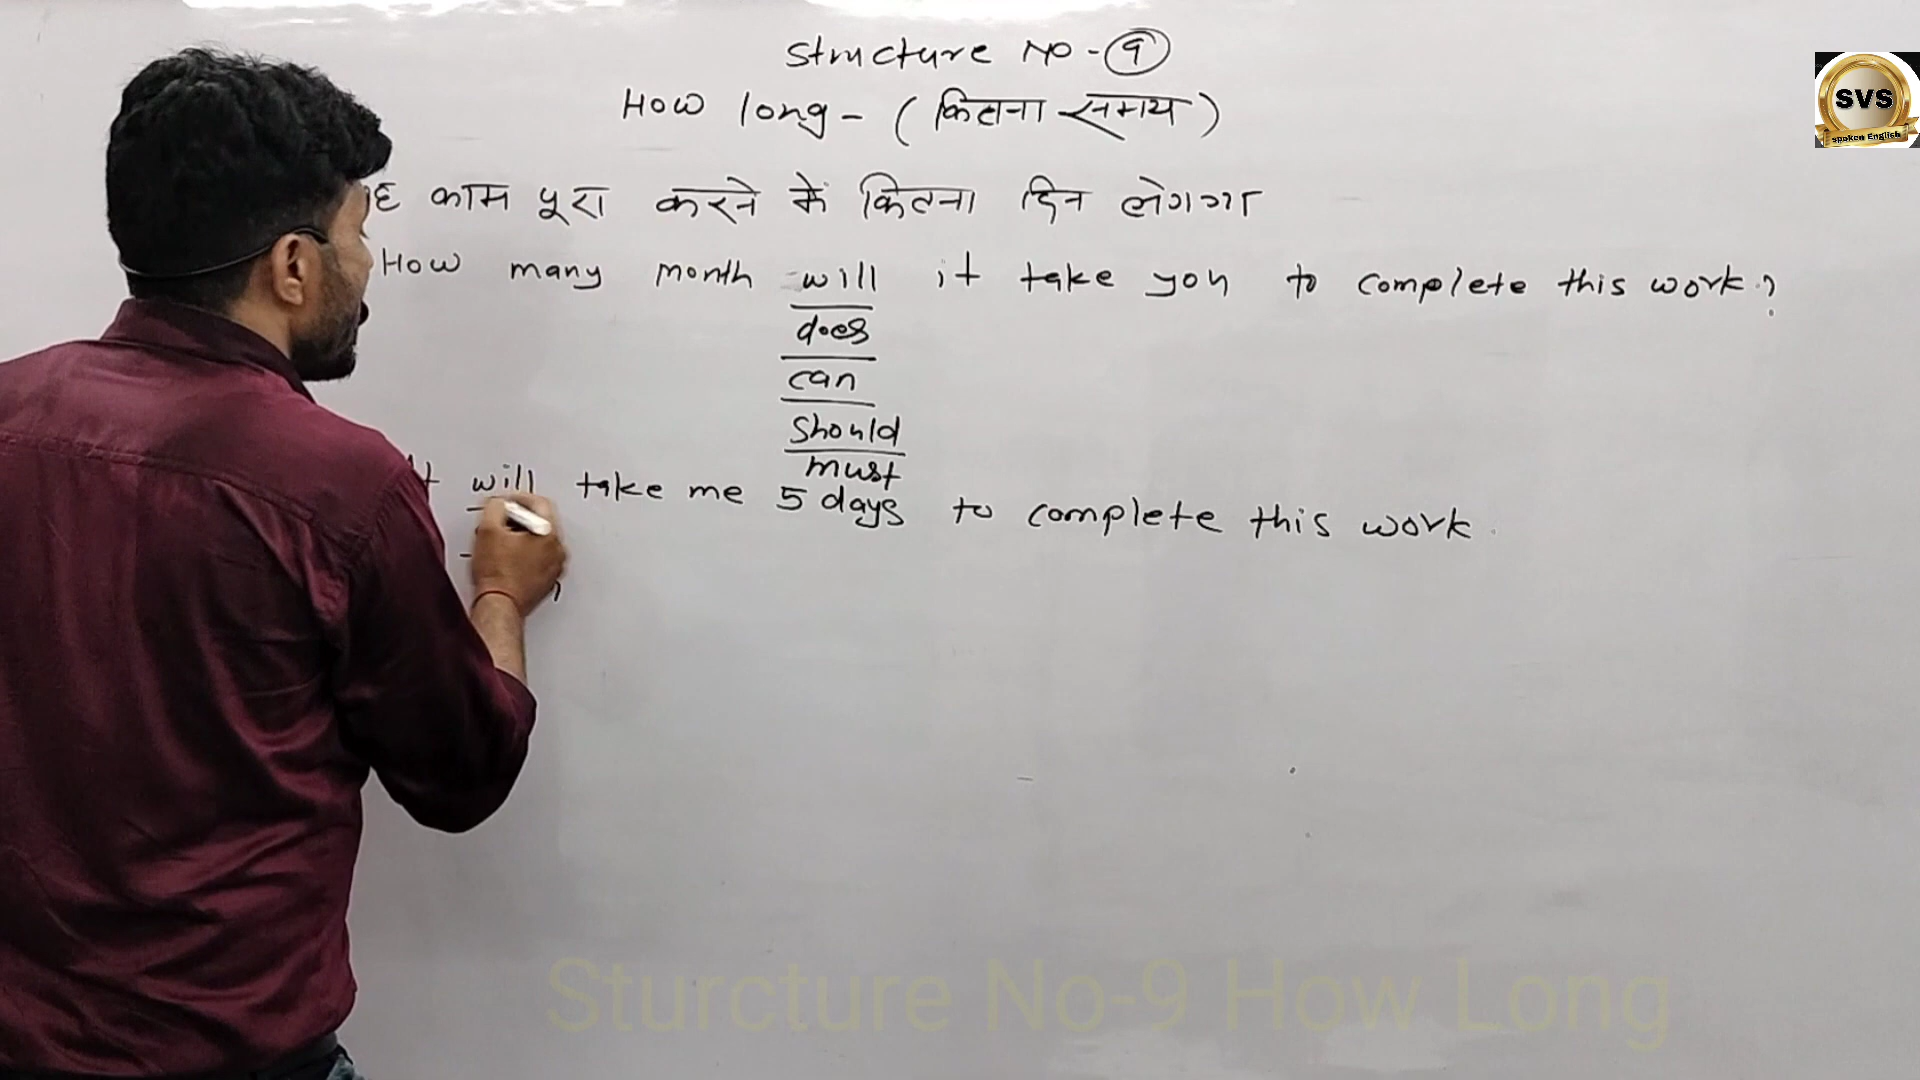 Structure No-9
How long - (कितना समय)
काम पूरा करने में कितना दिन लेगगा
How many month will it take you to complete this work?
does
can
should
must
will take me 5 days to complete this work.
SVS
spoken English
Sturcture No-9 How Long